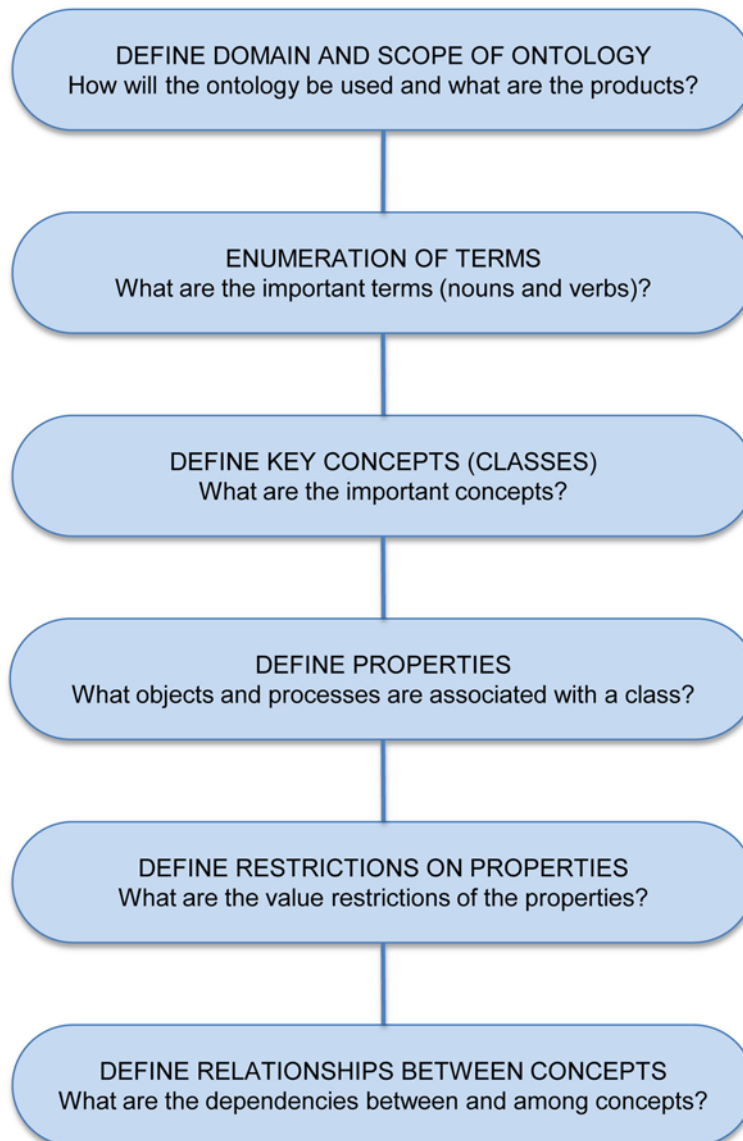 DEFINE DOMAIN AND SCOPE OF ONTOLOGY
How will the ontology be used and what are the products?
ENUMERATION OF TERMS
What are the important terms (nouns and verbs)?
DEFINE KEY CONCEPTS (CLASSES)
What are the important concepts?
DEFINE PROPERTIES
What objects and processes are associated with a class?
DEFINE RESTRICTIONS ON PROPERTIES
What are the value restrictions of the properties?
DEFINE RELATIONSHIPS BETWEEN CONCEPTS
What are the dependencies between and among concepts?